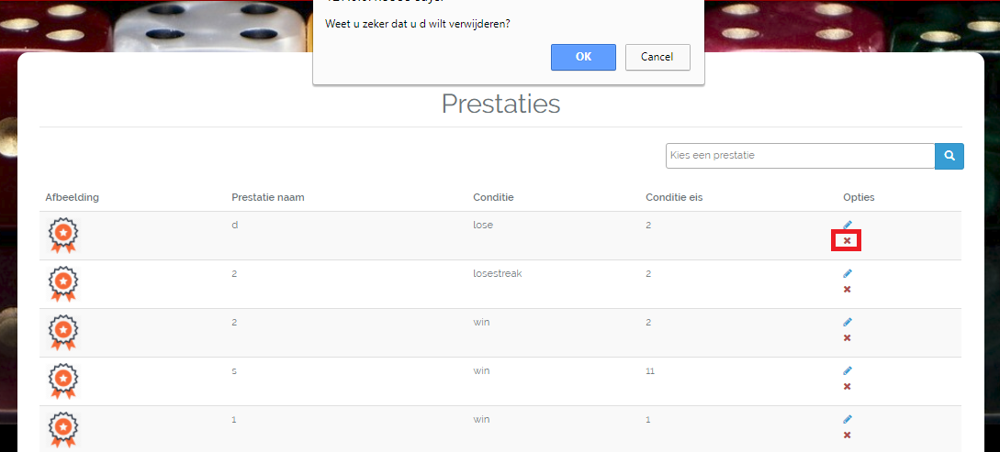 Weet u zeker dat u d wilt verwijderen?
OK Cancel
Prestaties
Kies een prestatie
Afbeelding Prestatie naam Conditie Conditie eis Opties
d lose 2
2 losestreak 2
2 win 2
s win 11
1 win 1